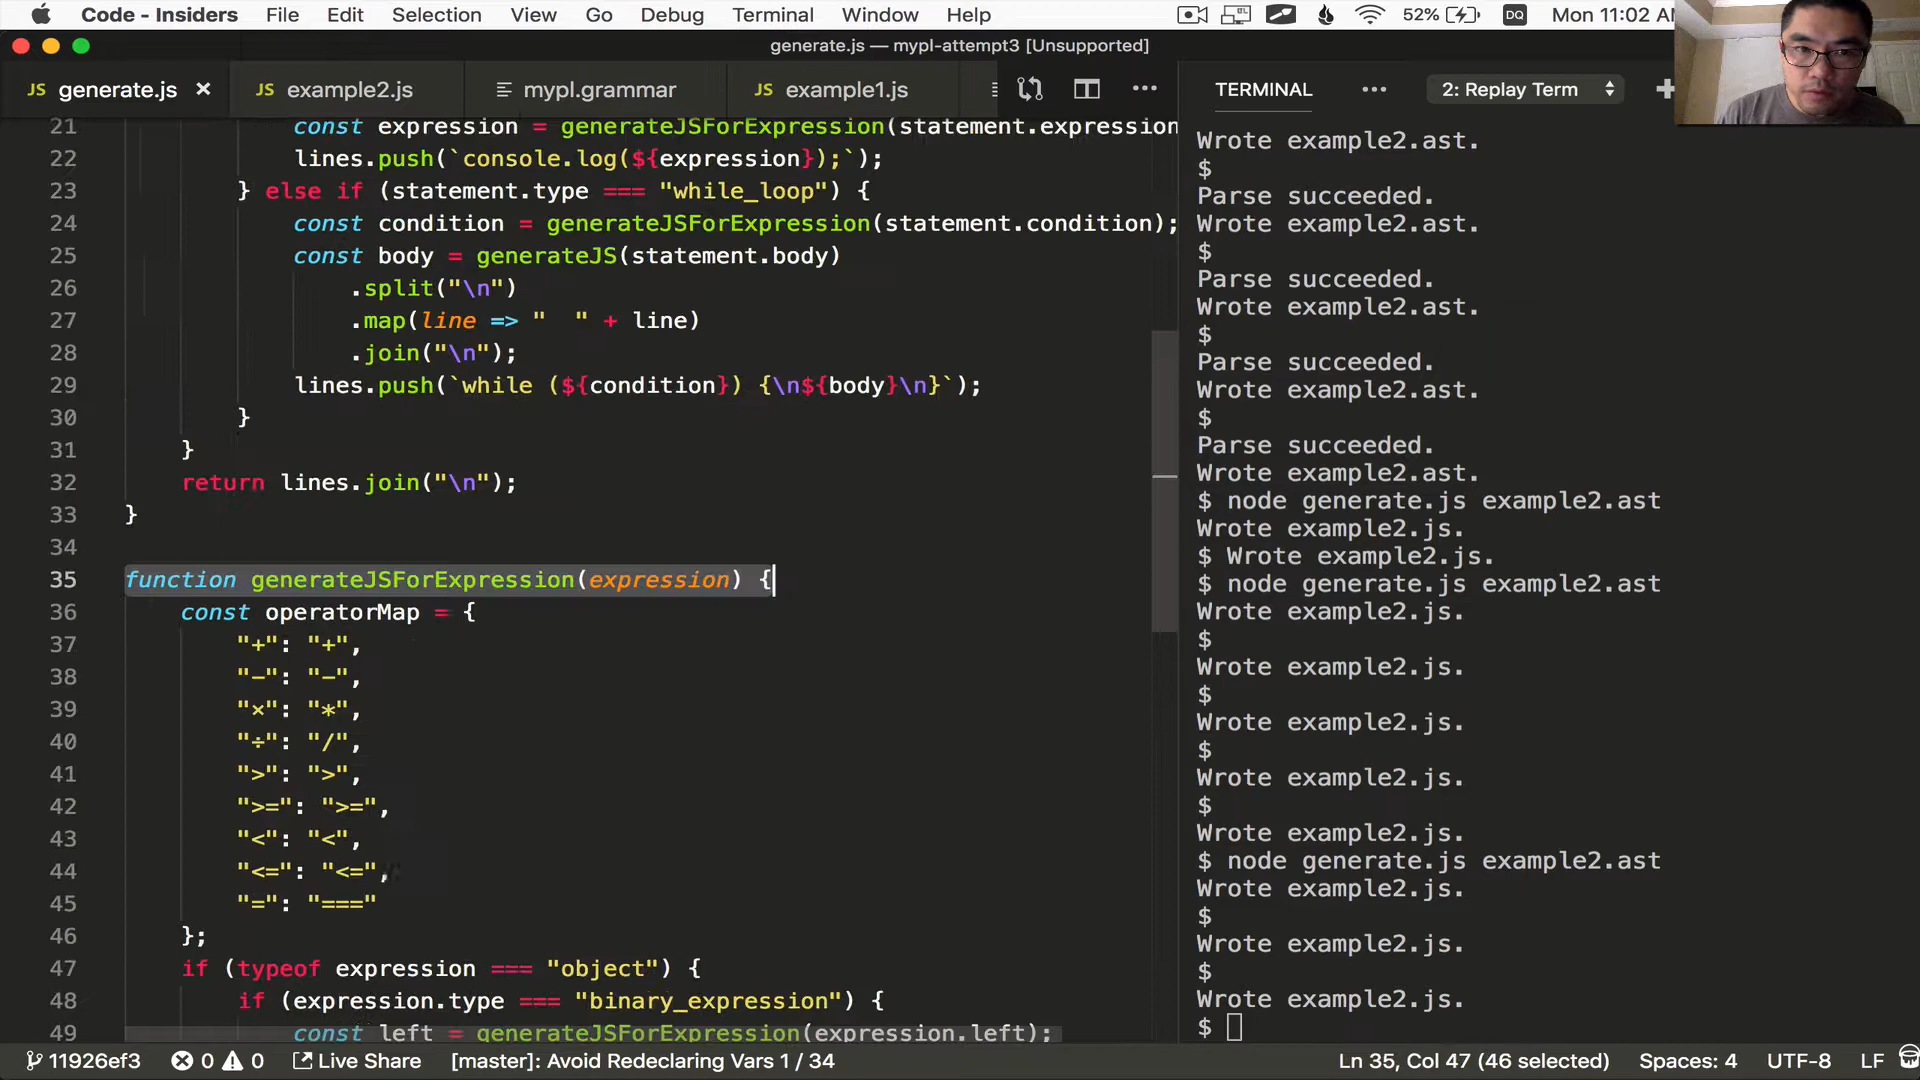 Code - Insiders File Edit Selection View Go Debug Terminal Window Help 52% DQ Mon 11:02
generate.js — mypl-attempt3 [Unsupported]
JS generate.js × JS example2.js mypl.grammar JS example1.js
TERMINAL 2: Replay Term
21 const expression = generateJSForExpression(statement.expression
22 lines.push(`console.log(${expression});`);
23 } else if (statement.type === "while_loop") {
24 const condition = generateJSForExpression(statement.condition);
25 const body = generateJS(statement.body)
26 .split("\n")
27 .map(line => "  " + line)
28 .join("\n");
29 lines.push(`while (${condition}) {\n${body}\n}`);
30 }
31 }
32 return lines.join("\n");
33 }
34
35 function generateJSForExpression(expression) {
36 const operatorMap = {
37 "+": "+",
38 "−": "−",
39 "×": "*",
40 "÷": "/",
41 ">": ">",
42 ">=": ">=",
43 "<": "<",
44 "<=": "<=",
45 "=": "==="
46 };
47 if (typeof expression === "object") {
48 if (expression.type === "binary_expression") {
49 const left = generateJSForExpression(expression.left);
Wrote example2.ast.
$
Parse succeeded.
Wrote example2.ast.
$
Parse succeeded.
Wrote example2.ast.
$
Parse succeeded.
Wrote example2.ast.
$
Parse succeeded.
Wrote example2.ast.
$ node generate.js example2.ast
Wrote example2.js.
$ Wrote example2.js.
$ node generate.js example2.ast
Wrote example2.js.
$
Wrote example2.js.
$
Wrote example2.js.
$
Wrote example2.js.
$
Wrote example2.js.
$ node generate.js example2.ast
Wrote example2.js.
$
Wrote example2.js.
$
Wrote example2.js.
$
11926ef3 0 0 Live Share [master]: Avoid Redeclaring Vars 1 / 34 Ln 35, Col 47 (46 selected) Spaces: 4 UTF-8 LF